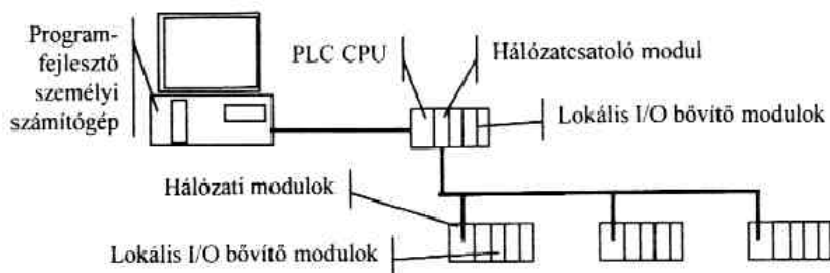 Program-
fejlesztő
személyi
számítógép
PLC CPU
Hálózatcsatoló modul
Lokális I/O bővítő modulok
Hálózati modulok
Lokális I/O bővítő modulok